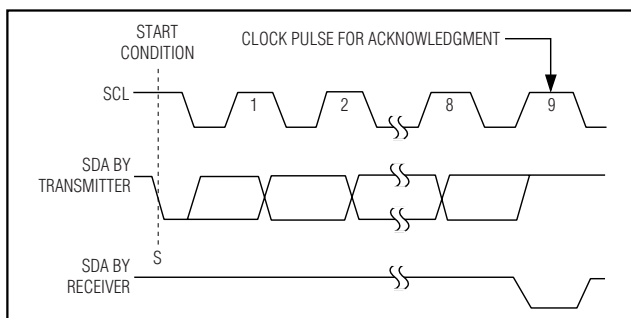 START
CONDITION
CLOCK PULSE FOR ACKNOWLEDGMENT
SCL
1
2
8
9
SDA BY
TRANSMITTER
S
SDA BY
RECEIVER